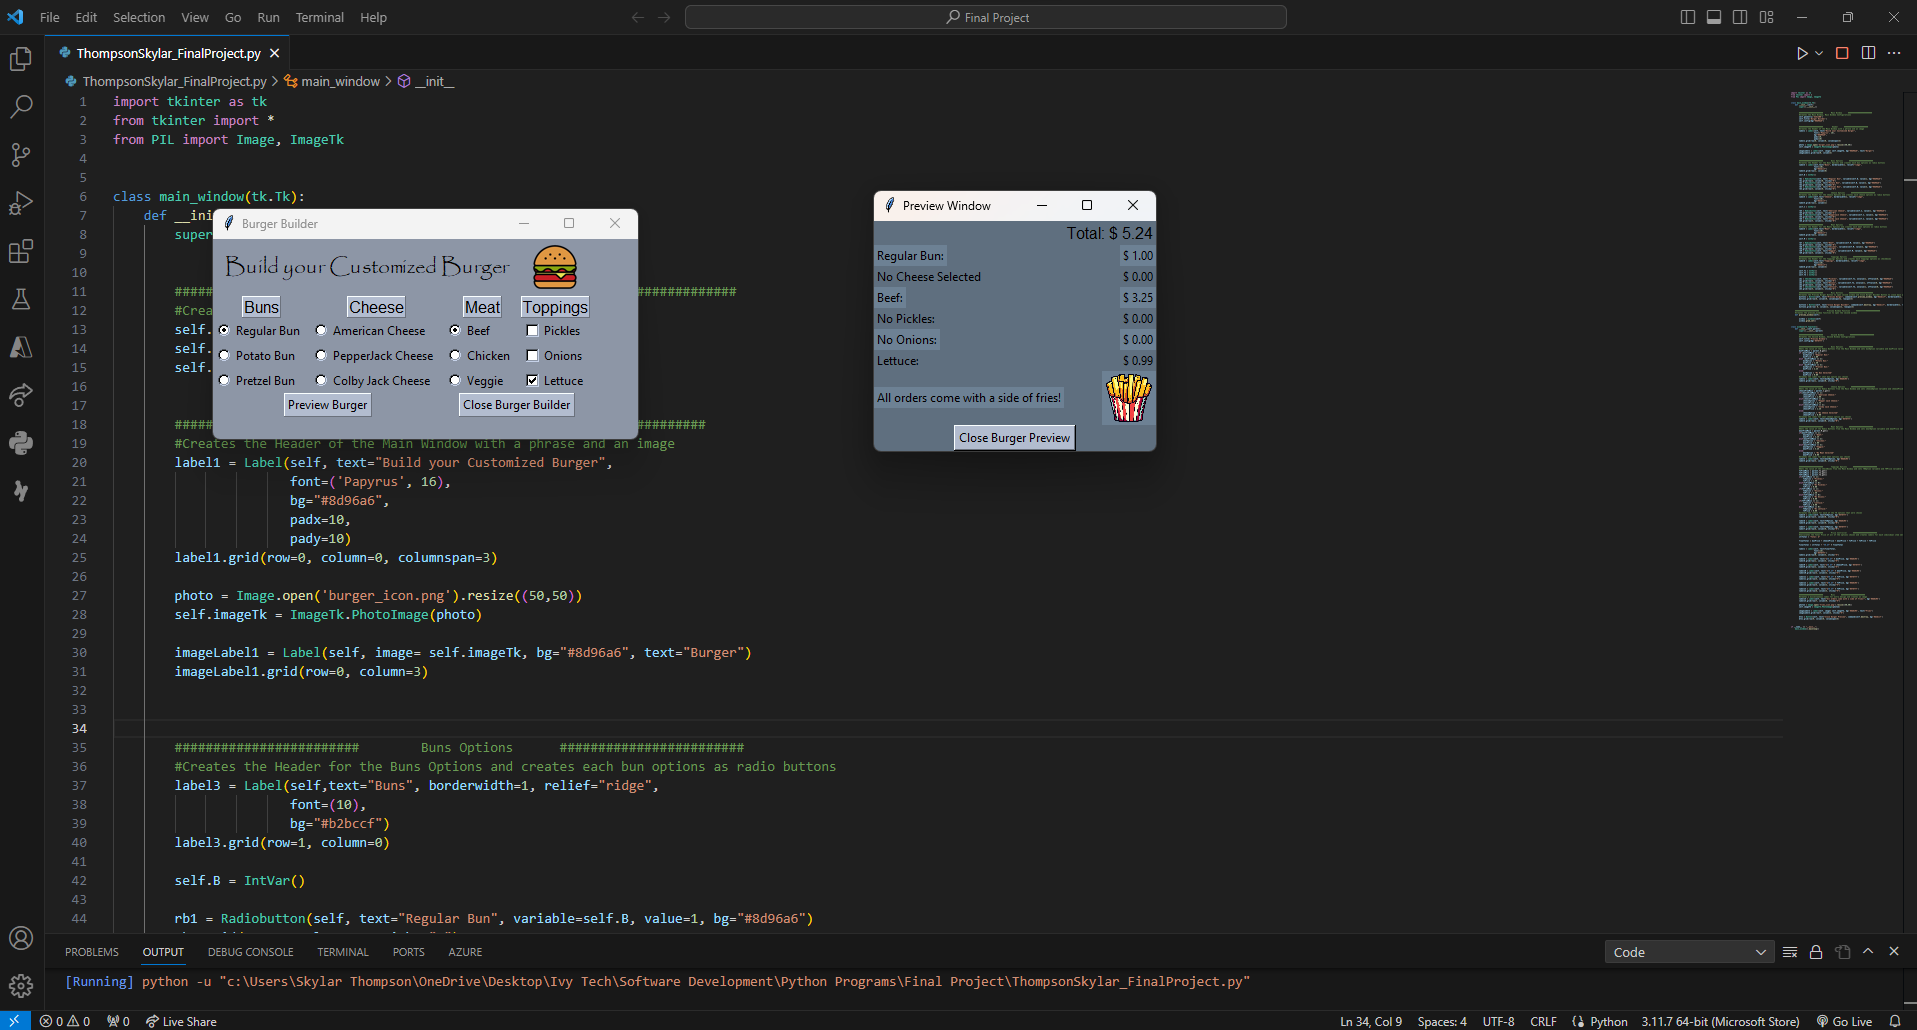 File Edit Selection View Go Run Terminal Help
Final Project
ThompsonSkylar_FinalProject.py
ThompsonSkylar_FinalProject.py > main_window > __init__
1 import tkinter as tk
2 from tkinter import *
3 from PIL import Image, ImageTk
4
5
6 class main_window(tk.Tk):
7 def __ini
8 super
9
10
11 ##### #############
12 #Crea
13 self.
14 self.
15 self.
16
17
18 ##### #########
19 #Creates the Header of the Main Window with a phrase and an image
20 label1 = Label(self, text="Build your Customized Burger",
21 font=('Papyrus', 16),
22 bg="#8d96a6",
23 padx=10,
24 pady=10)
25 label1.grid(row=0, column=0, columnspan=3)
26
27 photo = Image.open('burger_icon.png').resize((50,50))
28 self.imageTk = ImageTk.PhotoImage(photo)
29
30 imageLabel1 = Label(self, image= self.imageTk, bg="#8d96a6", text="Burger")
31 imageLabel1.grid(row=0, column=3)
32
33
34
35 ######################## Buns Options ########################
36 #Creates the Header for the Buns Options and creates each bun options as radio buttons
37 label3 = Label(self,text="Buns", borderwidth=1, relief="ridge",
38 font=(10),
39 bg="#b2bccf")
40 label3.grid(row=1, column=0)
41
42 self.B = IntVar()
43
44 rb1 = Radiobutton(self, text="Regular Bun", variable=self.B, value=1, bg="#8d96a6")
Burger Builder
Build your Customized Burger
Buns Cheese Meat Toppings
Regular Bun American Cheese Beef Pickles
Potato Bun PepperJack Cheese Chicken Onions
Pretzel Bun Colby Jack Cheese Veggie Lettuce
Preview Burger Close Burger Builder
Preview Window
Total: $ 5.24
Regular Bun: $ 1.00
No Cheese Selected $ 0.00
Beef: $ 3.25
No Pickles: $ 0.00
No Onions: $ 0.00
Lettuce: $ 0.99
All orders come with a side of fries!
Close Burger Preview
PROBLEMS OUTPUT DEBUG CONSOLE TERMINAL PORTS AZURE
Code
[Running] python -u "c:\Users\Skylar Thompson\OneDrive\Desktop\Ivy Tech\Software Development\Python Programs\Final Project\ThompsonSkylar_FinalProject.py"
0 0 0 Live Share
Ln 34, Col 9 Spaces: 4 UTF-8 CRLF Python 3.11.7 64-bit (Microsoft Store) Go Live